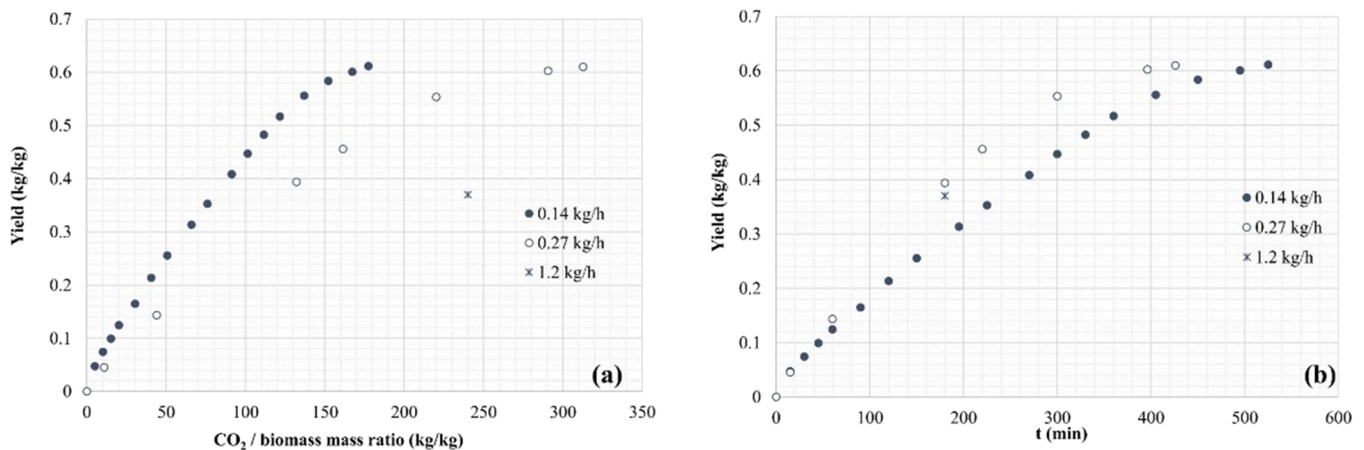 0.7
0.6
0.5
0.4
0.3
0.2
0.1
0
Yield (kg/kg)
0.14 kg/h
0.27 kg/h
1.2 kg/h
(a)
0 50 100 150 200 250 300 350
CO₂ / biomass mass ratio (kg/kg)
0.7
0.6
0.5
0.4
0.3
0.2
0.1
0
Yield (kg/kg)
0.14 kg/h
0.27 kg/h
1.2 kg/h
(b)
0 100 200 300 400 500 600
t (min)